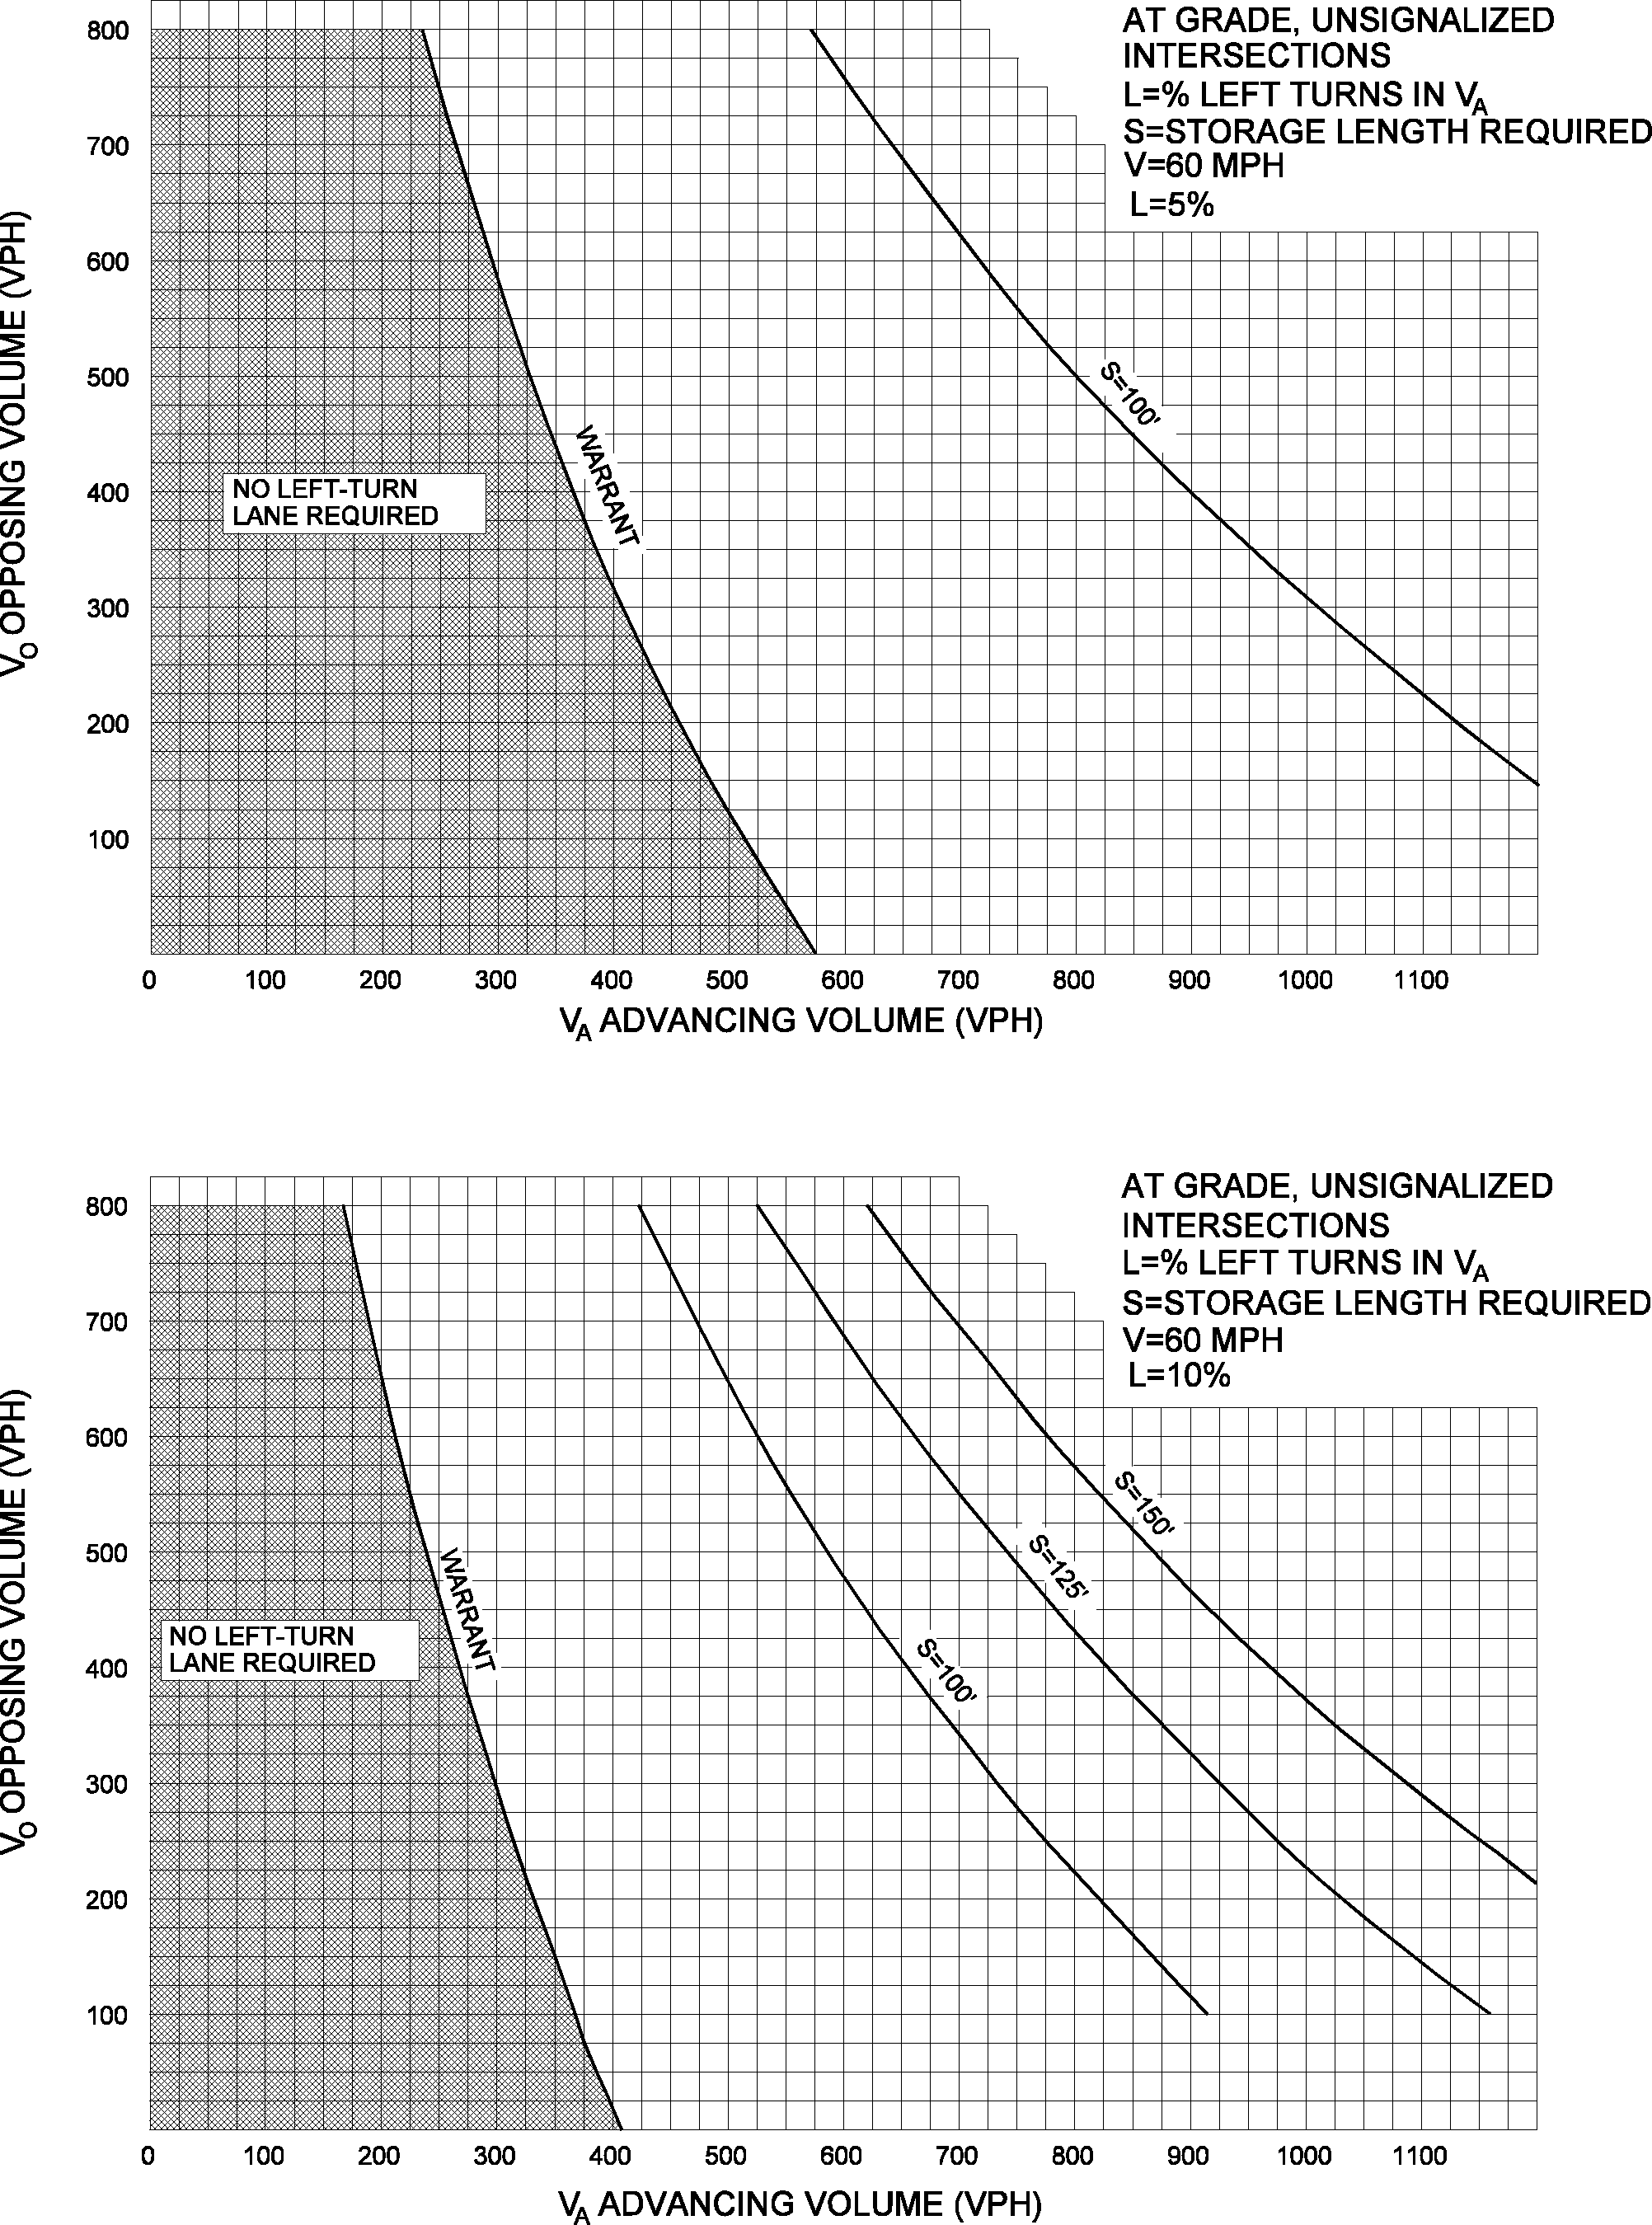 AT GRADE, UNSIGNALIZED
INTERSECTIONS
L=% LEFT TURNS IN VA
S=STORAGE LENGTH REQUIRED
V=60 MPH
L=5%
VO OPPOSING VOLUME (VPH)
800
700
600
500
400
300
200
100
S=100'
WARRANT
NO LEFT-TURN
LANE REQUIRED
0 100 200 300 400 500 600 700 800 900 1000 1100
VA ADVANCING VOLUME (VPH)
AT GRADE, UNSIGNALIZED
INTERSECTIONS
L=% LEFT TURNS IN VA
S=STORAGE LENGTH REQUIRED
V=60 MPH
L=10%
VO OPPOSING VOLUME (VPH)
800
700
600
500
400
300
200
100
S=150'
S=125'
S=100'
WARRANT
NO LEFT-TURN
LANE REQUIRED
0 100 200 300 400 500 600 700 800 900 1000 1100
VA ADVANCING VOLUME (VPH)